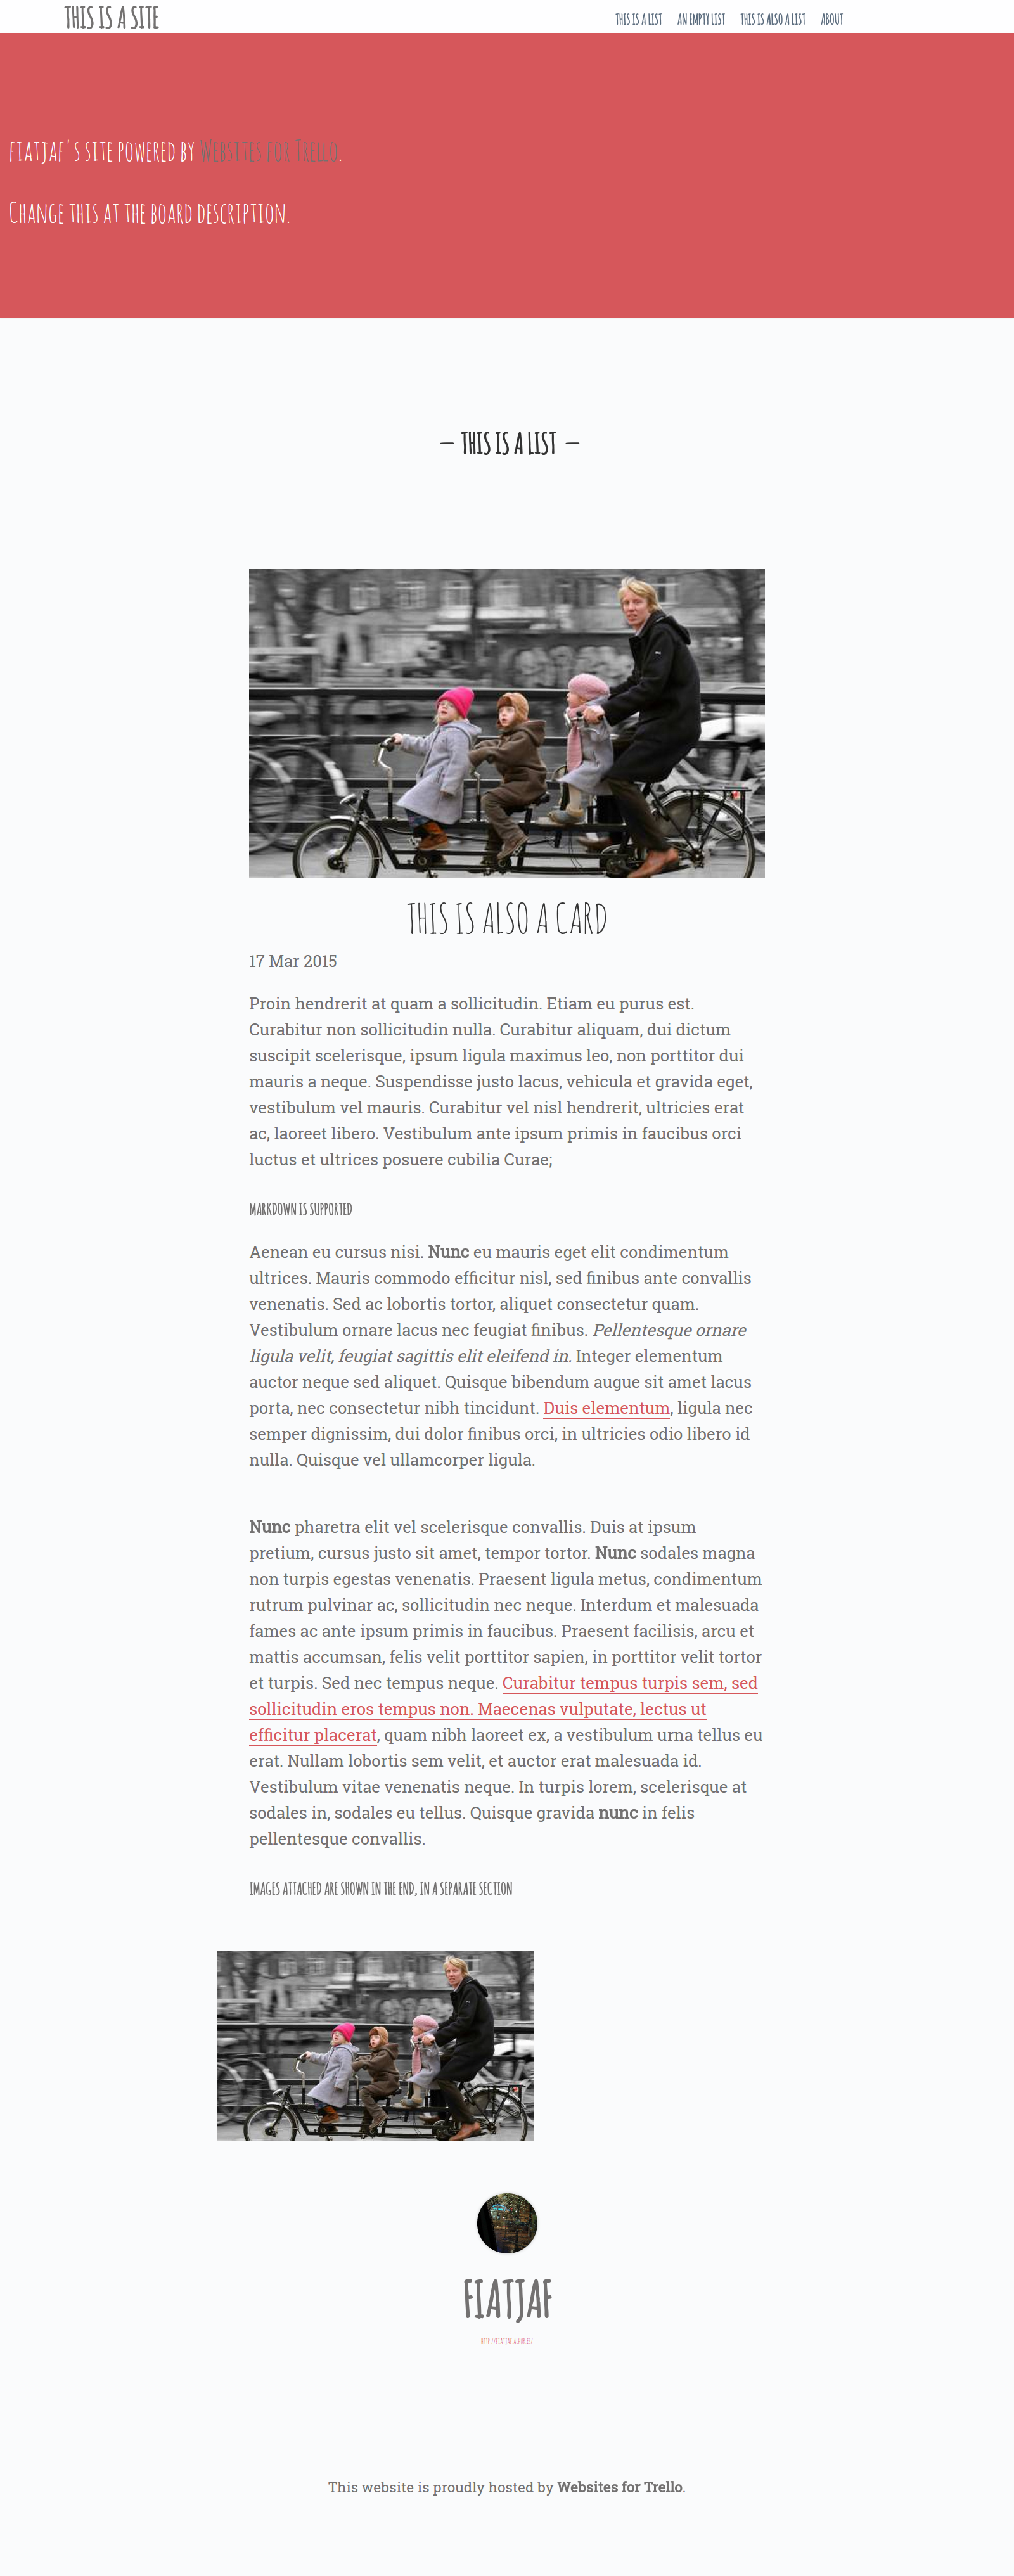 THIS IS A SITE
THIS IS A LIST AN EMPTY LIST THIS IS ALSO A LIST ABOUT
fiatjaf's site powered by Websites for Trello.
Change this at the board description.
— THIS IS A LIST —
THIS IS ALSO A CARD
17 Mar 2015
Proin hendrerit at quam a sollicitudin. Etiam eu purus est.
Curabitur non sollicitudin nulla. Curabitur aliquam, dui dictum
suscipit scelerisque, ipsum ligula maximus leo, non porttitor dui
mauris a neque. Suspendisse justo lacus, vehicula et gravida eget,
vestibulum vel mauris. Curabitur vel nisl hendrerit, ultricies erat
ac, laoreet libero. Vestibulum ante ipsum primis in faucibus orci
luctus et ultrices posuere cubilia Curae;
MARKDOWN IS SUPPORTED
Aenean eu cursus nisi. Nunc eu mauris eget elit condimentum
ultrices. Mauris commodo efficitur nisl, sed finibus ante convallis
venenatis. Sed ac lobortis tortor, aliquet consectetur quam.
Vestibulum ornare lacus nec feugiat finibus. Pellentesque ornare
ligula velit, feugiat sagittis elit eleifend in. Integer elementum
auctor neque sed aliquet. Quisque bibendum augue sit amet lacus
porta, nec consectetur nibh tincidunt. Duis elementum, ligula nec
semper dignissim, dui dolor finibus orci, in ultricies odio libero id
nulla. Quisque vel ullamcorper ligula.
Nunc pharetra elit vel scelerisque convallis. Duis at ipsum
pretium, cursus justo sit amet, tempor tortor. Nunc sodales magna
non turpis egestas venenatis. Praesent ligula metus, condimentum
rutrum pulvinar ac, sollicitudin nec neque. Interdum et malesuada
fames ac ante ipsum primis in faucibus. Praesent facilisis, arcu et
mattis accumsan, felis velit porttitor sapien, in porttitor velit tortor
et turpis. Sed nec tempus neque. Curabitur tempus turpis sem, sed
sollicitudin eros tempus non. Maecenas vulputate, lectus ut
efficitur placerat, quam nibh laoreet ex, a vestibulum urna tellus eu
erat. Nullam lobortis sem velit, et auctor erat malesuada id.
Vestibulum vitae venenatis neque. In turpis lorem, scelerisque at
sodales in, sodales eu tellus. Quisque gravida nunc in felis
pellentesque convallis.
IMAGES ATTACHED ARE SHOWN IN THE END, IN A SEPARATE SECTION
FIATJAF
This website is proudly hosted by Websites for Trello.